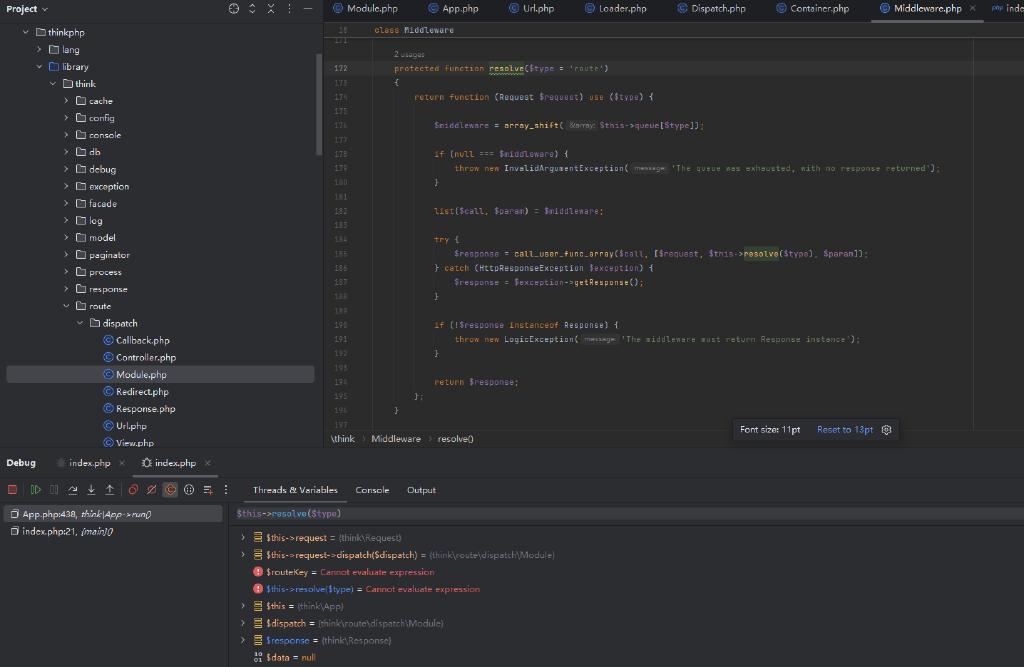 Project
Module.php App.php Url.php Loader.php Dispatch.php Container.php Middleware.php × php inde
thinkphp
lang
library
think
cache
config
console
db
debug
exception
facade
log
model
paginator
process
response
route
dispatch
Callback.php
Controller.php
Module.php
Redirect.php
Response.php
Url.php
View.php
18 class Middleware
171
2 usages
172 protected function resolve($type = 'route')
173 {
174 return function (Request $request) use ($type) {
175
176 $middleware = array_shift( &array: $this->queue[$type]);
177
178 if (null === $middleware) {
179 throw new InvalidArgumentException( message: 'The queue was exhausted, with no response returned');
180 }
181
182 list($call, $param) = $middleware;
183
184 try {
185 $response = call_user_func_array($call, [$request, $this->resolve($type), $param]);
186 } catch (HttpResponseException $exception) {
187 $response = $exception->getResponse();
188 }
189
190 if (!$response instanceof Response) {
191 throw new LogicException( message: 'The middleware must return Response instance');
192 }
193
194 return $response;
195 };
196 }
197
Font size: 11pt Reset to 13pt
\think > Middleware > resolve()
Debug index.php × index.php ×
Threads & Variables Console Output
App.php:438, think\App->run()
index.php:21, {main}()
$this->resolve($type)
$this->request = {think\Request}
$this->request->dispatch($dispatch) = {think\route\dispatch\Module}
$routeKey = Cannot evaluate expression
$this->resolve($type) = Cannot evaluate expression
$this = {think\App}
$dispatch = {think\route\dispatch\Module}
$response = {think\Response}
$data = null